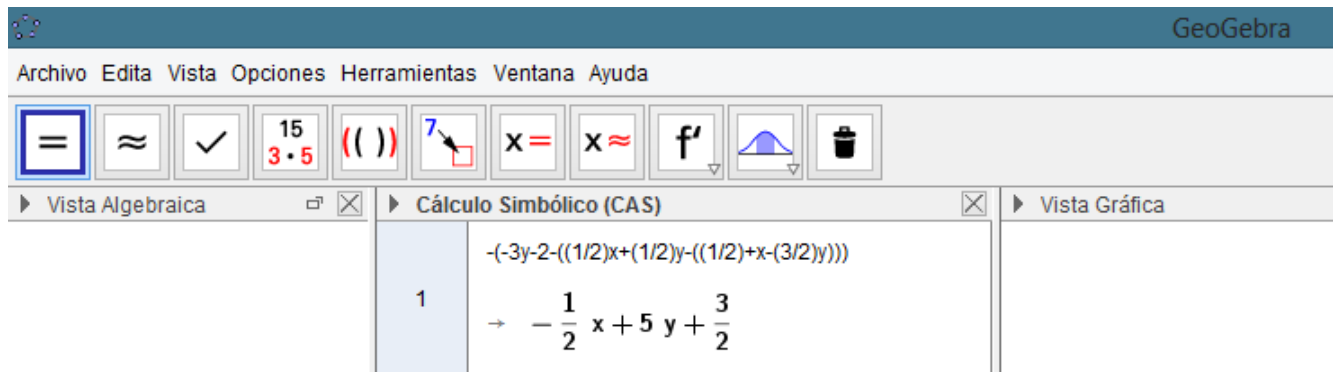 GeoGebra
Archivo Edita Vista Opciones Herramientas Ventana Ayuda
= ≈ ✓ 15 3·5 (( )) 7 x= x≈ f′
Vista Algebraica Cálculo Simbólico (CAS) Vista Gráfica
-(-3y-2-((1/2)x+(1/2)y-((1/2)+x-(3/2)y)))
1 → - 1/2 x + 5 y + 3/2